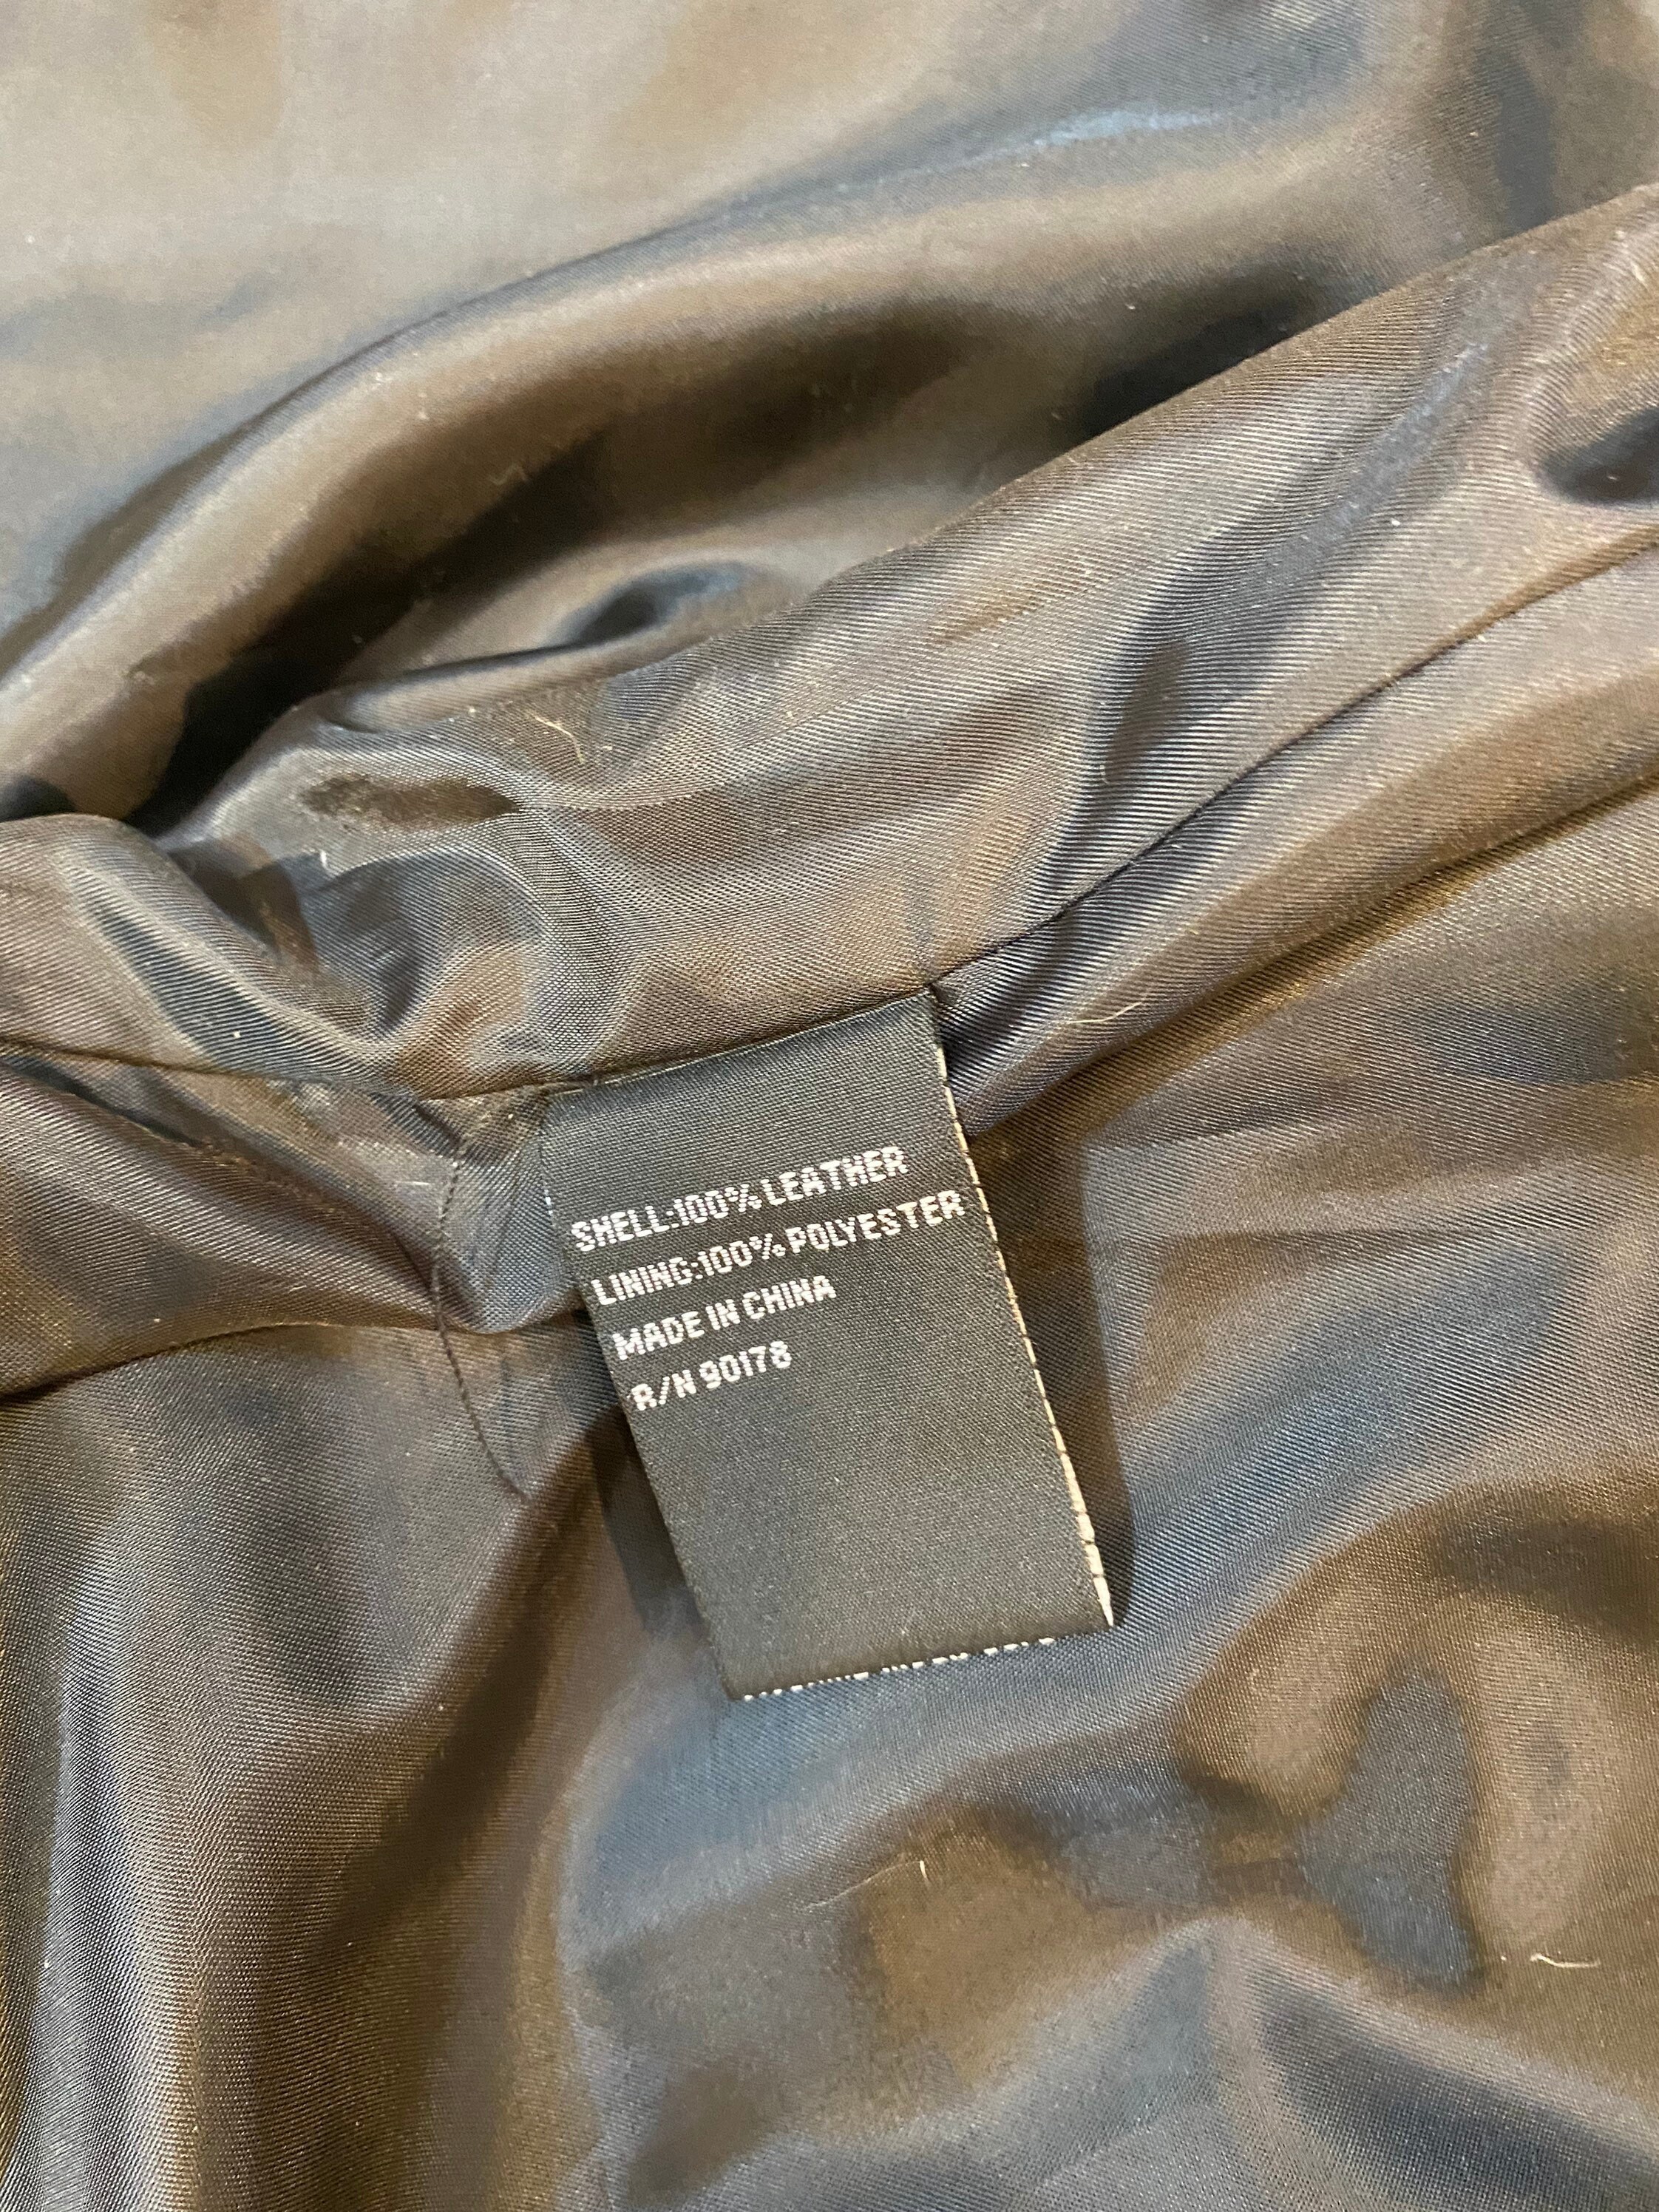 SHELL:100% LEATHER
LINING:100% POLYESTER
MADE IN CHINA
R/N 90178